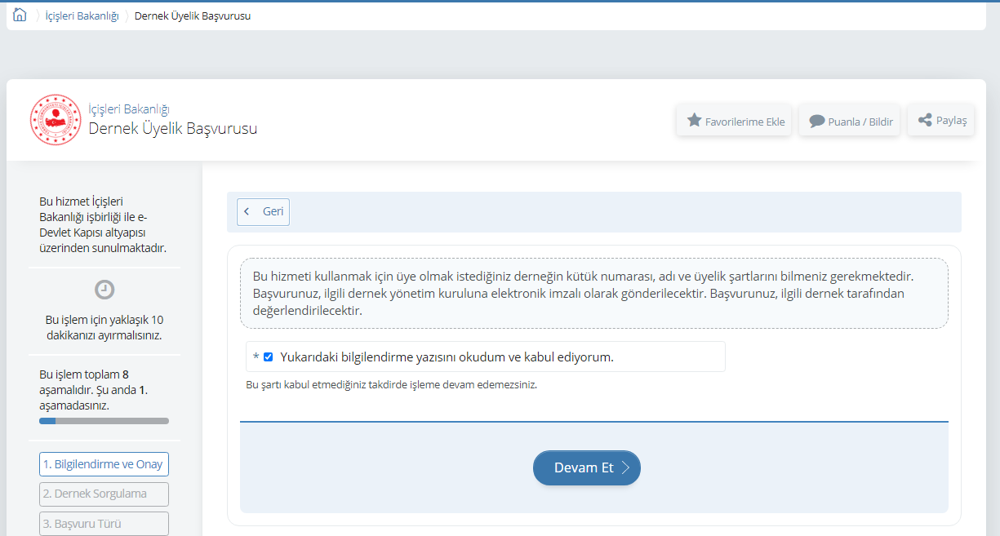 İçişleri Bakanlığı Dernek Üyelik Başvurusu
İçişleri Bakanlığı
Dernek Üyelik Başvurusu
Favorilerime Ekle
Puanla / Bildir
Paylaş
Bu hizmet İçişleri
Bakanlığı işbirliği ile e-
Devlet Kapısı altyapısı
üzerinden sunulmaktadır.
Bu işlem için yaklaşık 10
dakikanızı ayırmalısınız.
Bu işlem toplam 8
aşamalıdır. Şu anda 1.
aşamadasınız.
1. Bilgilendirme ve Onay
2. Dernek Sorgulama
3. Başvuru Türü
Geri
Bu hizmeti kullanmak için üye olmak istediğiniz derneğin kütük numarası, adı ve üyelik şartlarını bilmeniz gerekmektedir.
Başvurunuz, ilgili dernek yönetim kuruluna elektronik imzalı olarak gönderilecektir. Başvurunuz, ilgili dernek tarafından
değerlendirilecektir.
* Yukarıdaki bilgilendirme yazısını okudum ve kabul ediyorum.
Bu şartı kabul etmediğiniz takdirde işleme devam edemezsiniz.
Devam Et